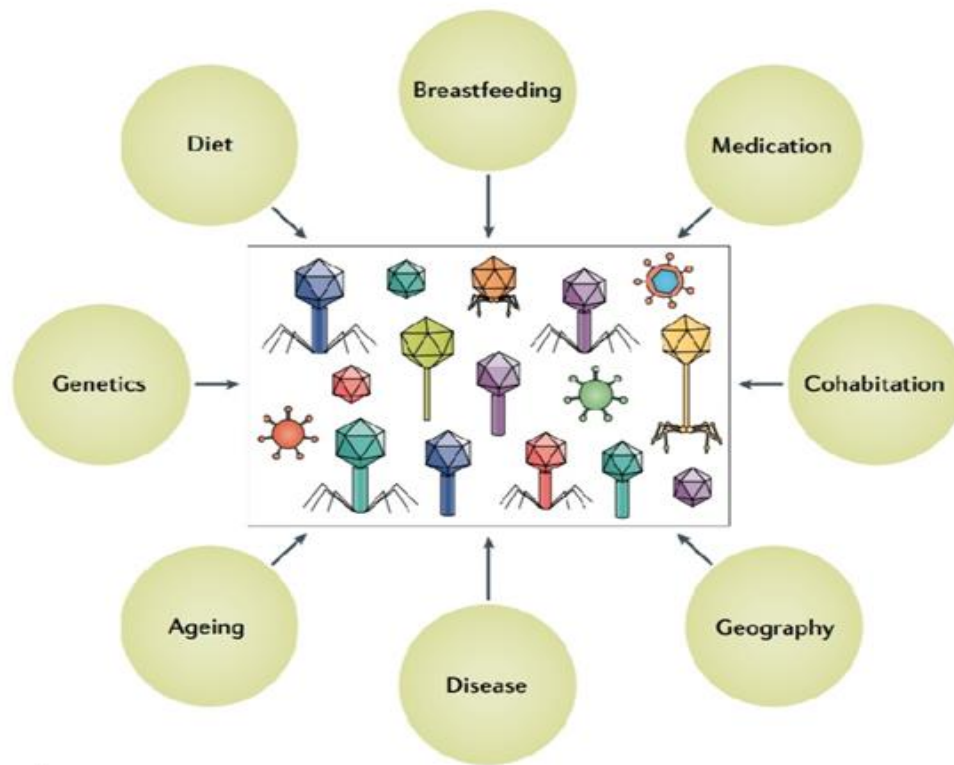 Breastfeeding
Diet
Medication
Genetics
Cohabitation
Ageing
Geography
Disease